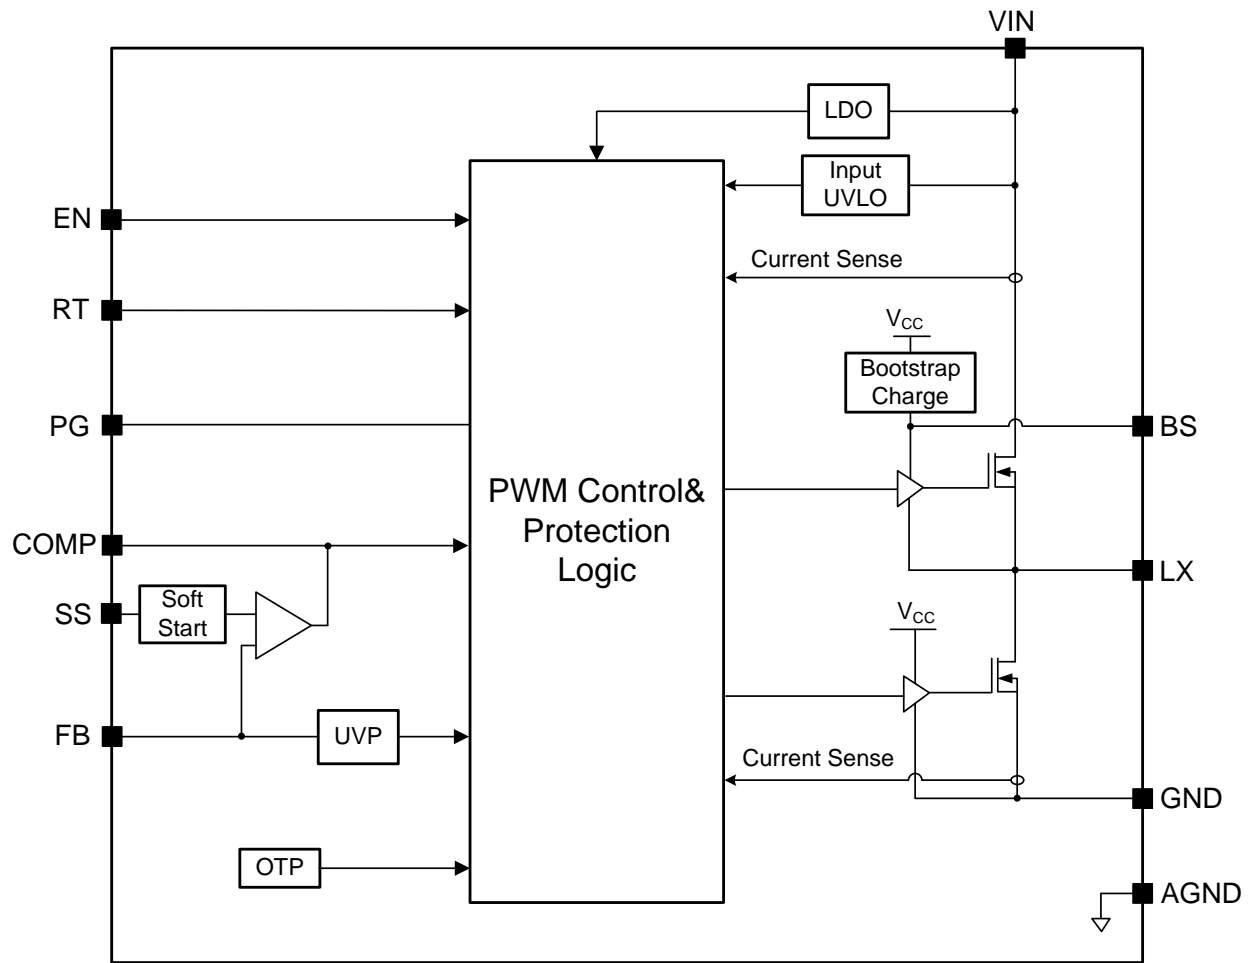 VIN
LDO
Input
UVLO
EN
Current Sense
RT
VCC
Bootstrap
Charge
PG
BS
PWM Control&
Protection
Logic
COMP
LX
Soft
Start
SS
VCC
FB
UVP
Current Sense
GND
OTP
AGND